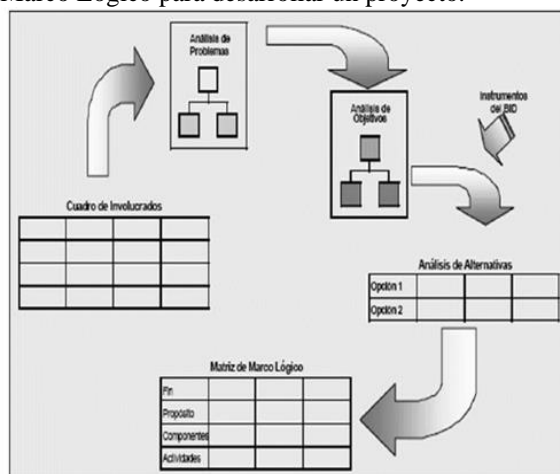 Marco Lógico para desarrollar un proyecto.
Análisis de
Problemas
Análisis de
Objetivos
Instrumentos
del BID
Cuadro de Involucrados
Análisis de Alternativas
Opción 1
Opción 2
Matriz de Marco Lógico
Fin
Propósito
Componentes
Actividades